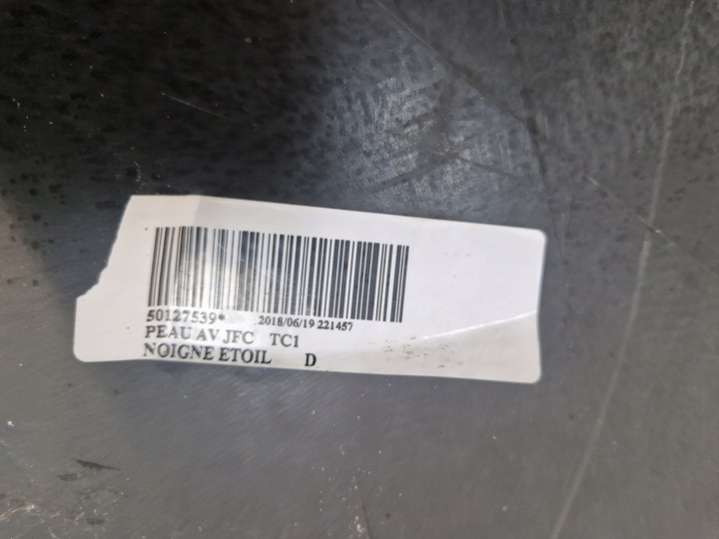 50127539* 2018/06/19 221457
PEAU AV JFC TC1
NOIGNE ETOIL D